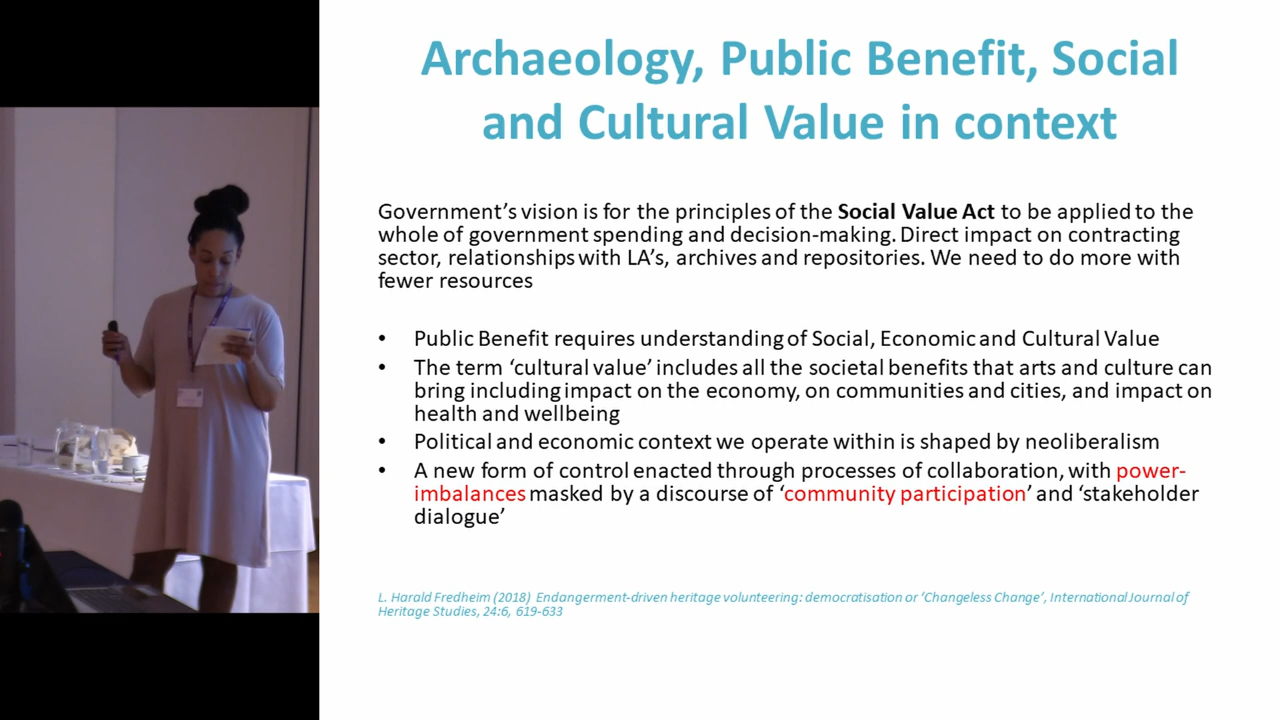 Archaeology, Public Benefit, Social
and Cultural Value in context
Government’s vision is for the principles of the Social Value Act to be applied to the
whole of government spending and decision-making. Direct impact on contracting
sector, relationships with LA’s, archives and repositories. We need to do more with
fewer resources
• Public Benefit requires understanding of Social, Economic and Cultural Value
• The term ‘cultural value’ includes all the societal benefits that arts and culture can
bring including impact on the economy, on communities and cities, and impact on
health and wellbeing
• Political and economic context we operate within is shaped by neoliberalism
• A new form of control enacted through processes of collaboration, with power-
imbalances masked by a discourse of ‘community participation’ and ‘stakeholder
dialogue’
L. Harald Fredheim (2018) Endangerment-driven heritage volunteering: democratisation or ‘Changeless Change’, International Journal of
Heritage Studies, 24:6, 619-633